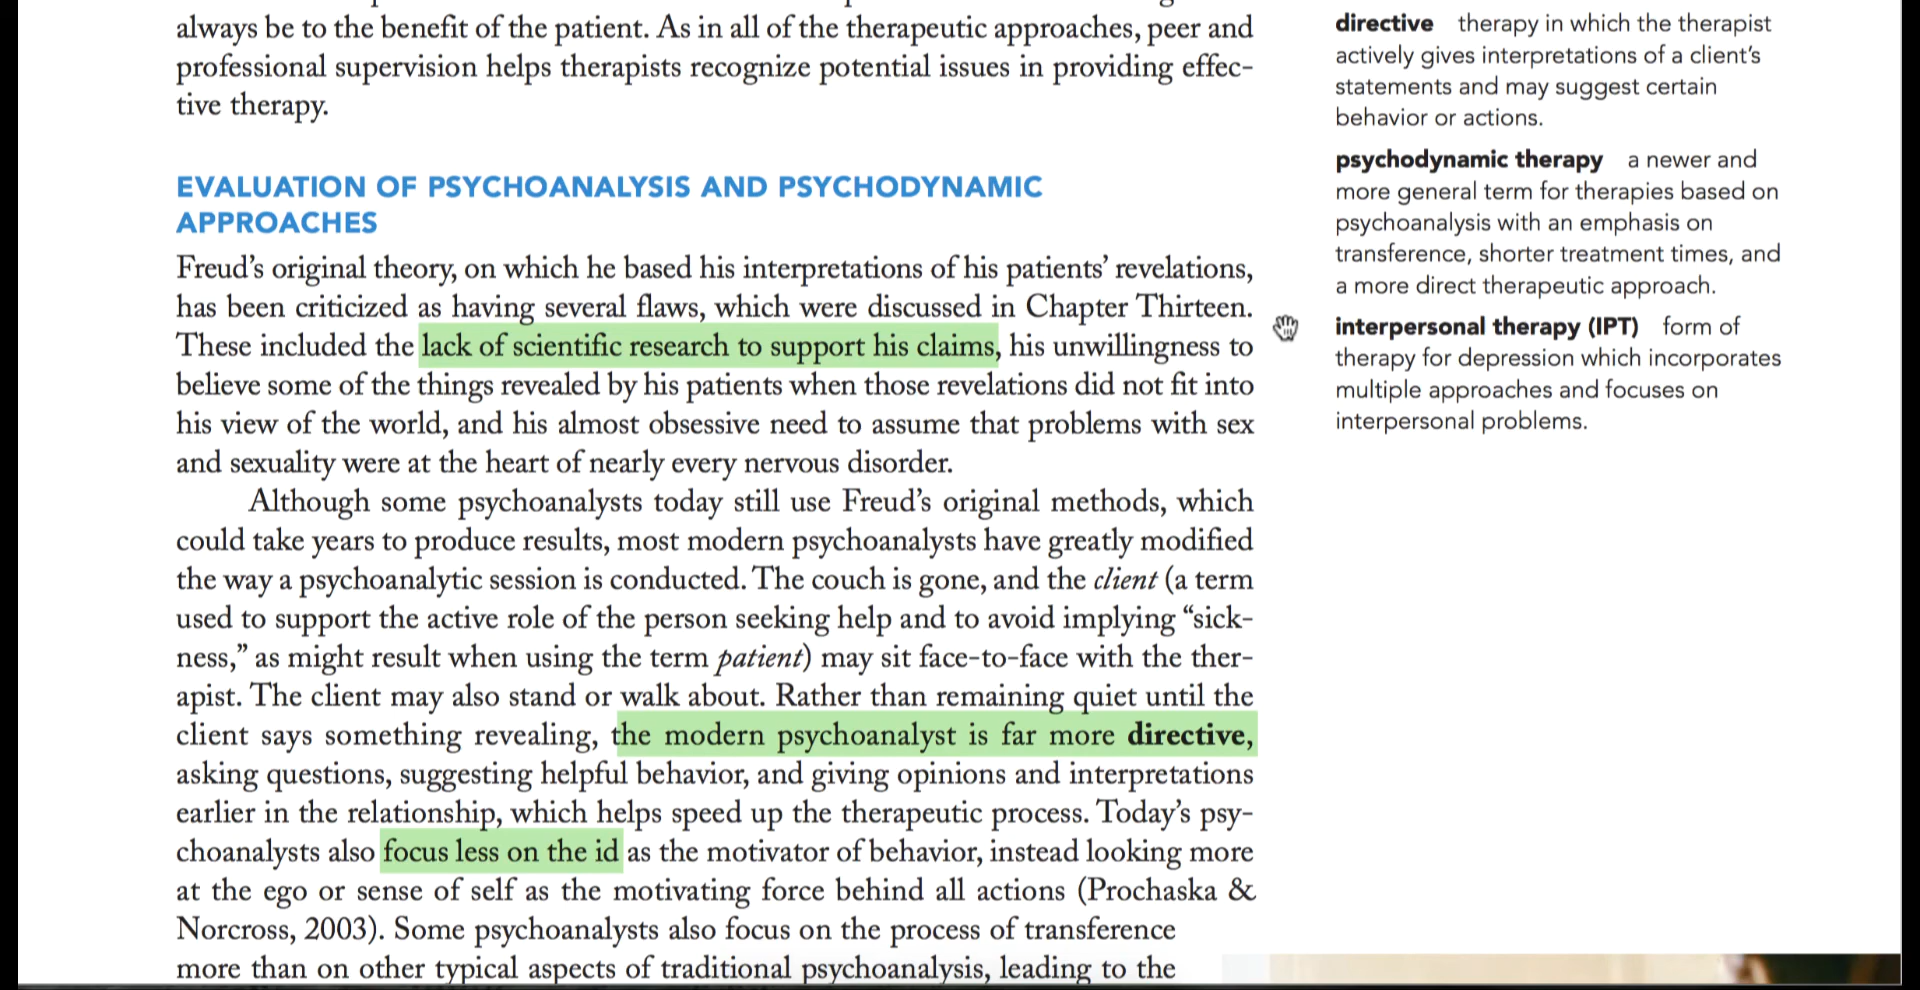 always be to the benefit of the patient. As in all of the therapeutic approaches, peer and
professional supervision helps therapists recognize potential issues in providing effec-
tive therapy.
EVALUATION OF PSYCHOANALYSIS AND PSYCHODYNAMIC
APPROACHES
Freud’s original theory, on which he based his interpretations of his patients’ revelations,
has been criticized as having several flaws, which were discussed in Chapter Thirteen.
These included the lack of scientific research to support his claims, his unwillingness to
believe some of the things revealed by his patients when those revelations did not fit into
his view of the world, and his almost obsessive need to assume that problems with sex
and sexuality were at the heart of nearly every nervous disorder.
Although some psychoanalysts today still use Freud’s original methods, which
could take years to produce results, most modern psychoanalysts have greatly modified
the way a psychoanalytic session is conducted. The couch is gone, and the client (a term
used to support the active role of the person seeking help and to avoid implying “sick-
ness,” as might result when using the term patient) may sit face-to-face with the ther-
apist. The client may also stand or walk about. Rather than remaining quiet until the
client says something revealing, the modern psychoanalyst is far more directive,
asking questions, suggesting helpful behavior, and giving opinions and interpretations
earlier in the relationship, which helps speed up the therapeutic process. Today’s psy-
choanalysts also focus less on the id as the motivator of behavior, instead looking more
at the ego or sense of self as the motivating force behind all actions (Prochaska &
Norcross, 2003). Some psychoanalysts also focus on the process of transference
more than on other typical aspects of traditional psychoanalysis, leading to the
directive therapy in which the therapist
actively gives interpretations of a client’s
statements and may suggest certain
behavior or actions.
psychodynamic therapy a newer and
more general term for therapies based on
psychoanalysis with an emphasis on
transference, shorter treatment times, and
a more direct therapeutic approach.
interpersonal therapy (IPT) form of
therapy for depression which incorporates
multiple approaches and focuses on
interpersonal problems.